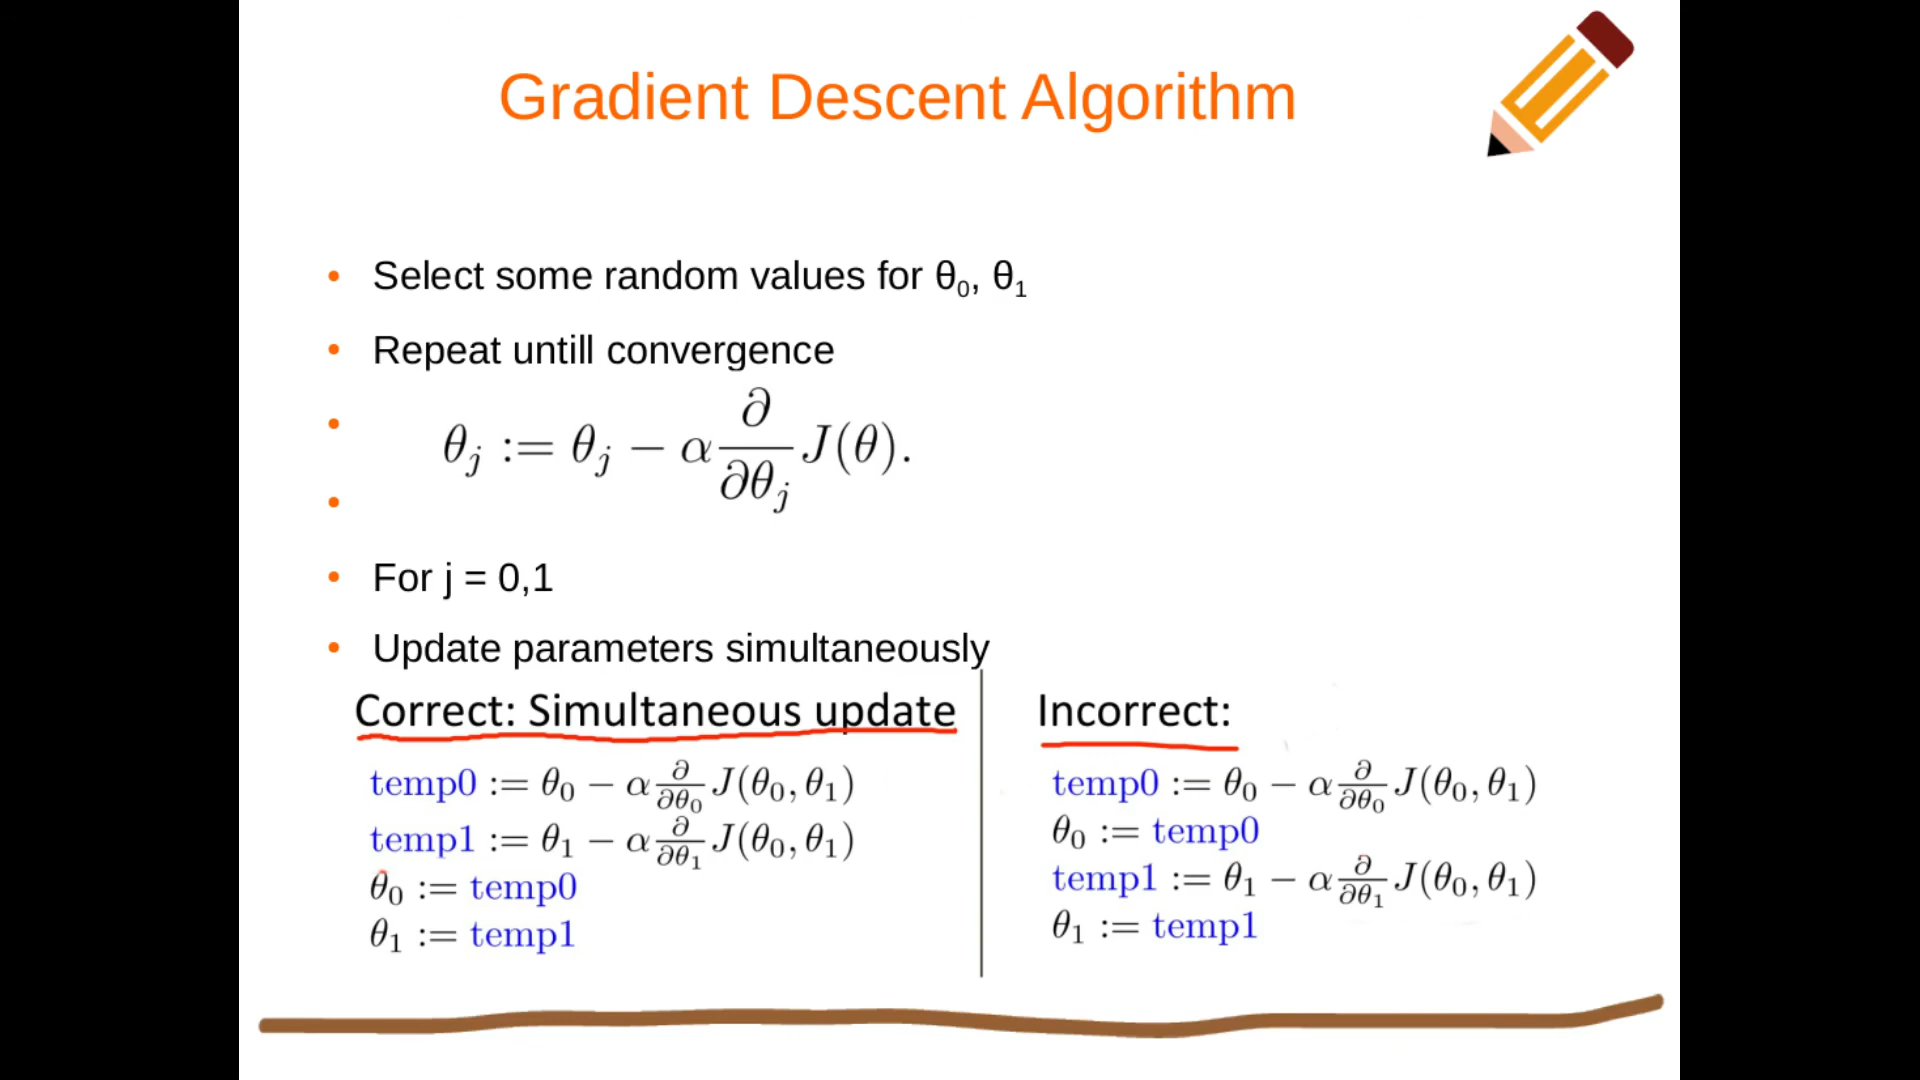 Gradient Descent Algorithm
• Select some random values for θ₀, θ₁
• Repeat untill convergence
• θⱼ := θⱼ − α ∂/∂θⱼ J(θ).
•
• For j = 0,1
• Update parameters simultaneously
Correct: Simultaneous update
temp0 := θ₀ − α ∂/∂θ₀ J(θ₀, θ₁)
temp1 := θ₁ − α ∂/∂θ₁ J(θ₀, θ₁)
θ₀ := temp0
θ₁ := temp1
Incorrect:
temp0 := θ₀ − α ∂/∂θ₀ J(θ₀, θ₁)
θ₀ := temp0
temp1 := θ₁ − α ∂/∂θ₁ J(θ₀, θ₁)
θ₁ := temp1